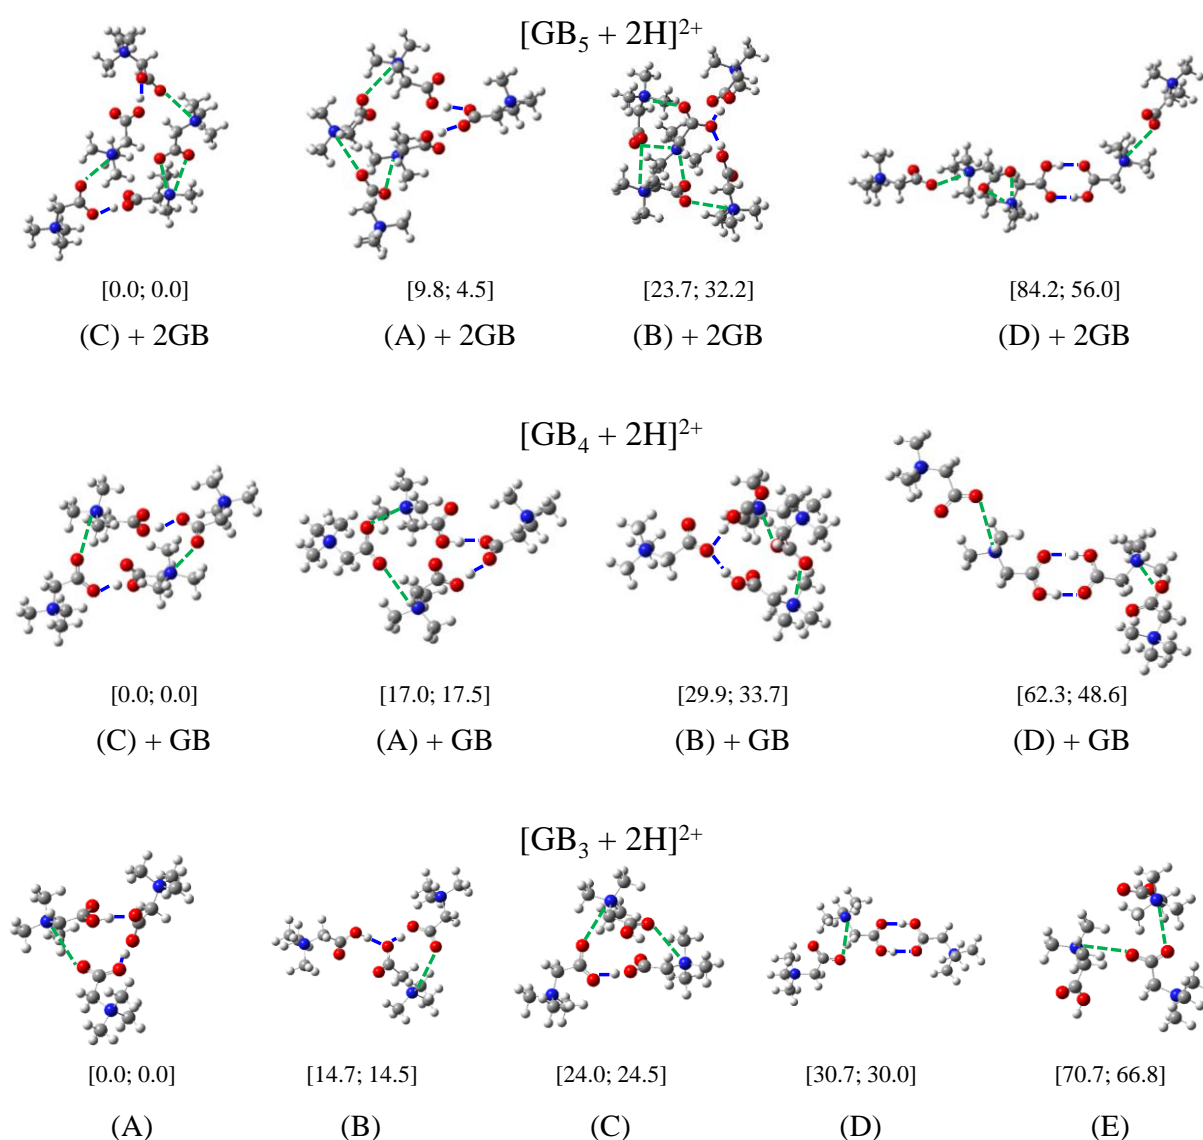 [GB₅ + 2H]²⁺
[0.0; 0.0] [9.8; 4.5] [23.7; 32.2] [84.2; 56.0]
(C) + 2GB (A) + 2GB (B) + 2GB (D) + 2GB
[GB₄ + 2H]²⁺
[0.0; 0.0] [17.0; 17.5] [29.9; 33.7] [62.3; 48.6]
(C) + GB (A) + GB (B) + GB (D) + GB
[GB₃ + 2H]²⁺
[0.0; 0.0] [14.7; 14.5] [24.0; 24.5] [30.7; 30.0] [70.7; 66.8]
(A) (B) (C) (D) (E)